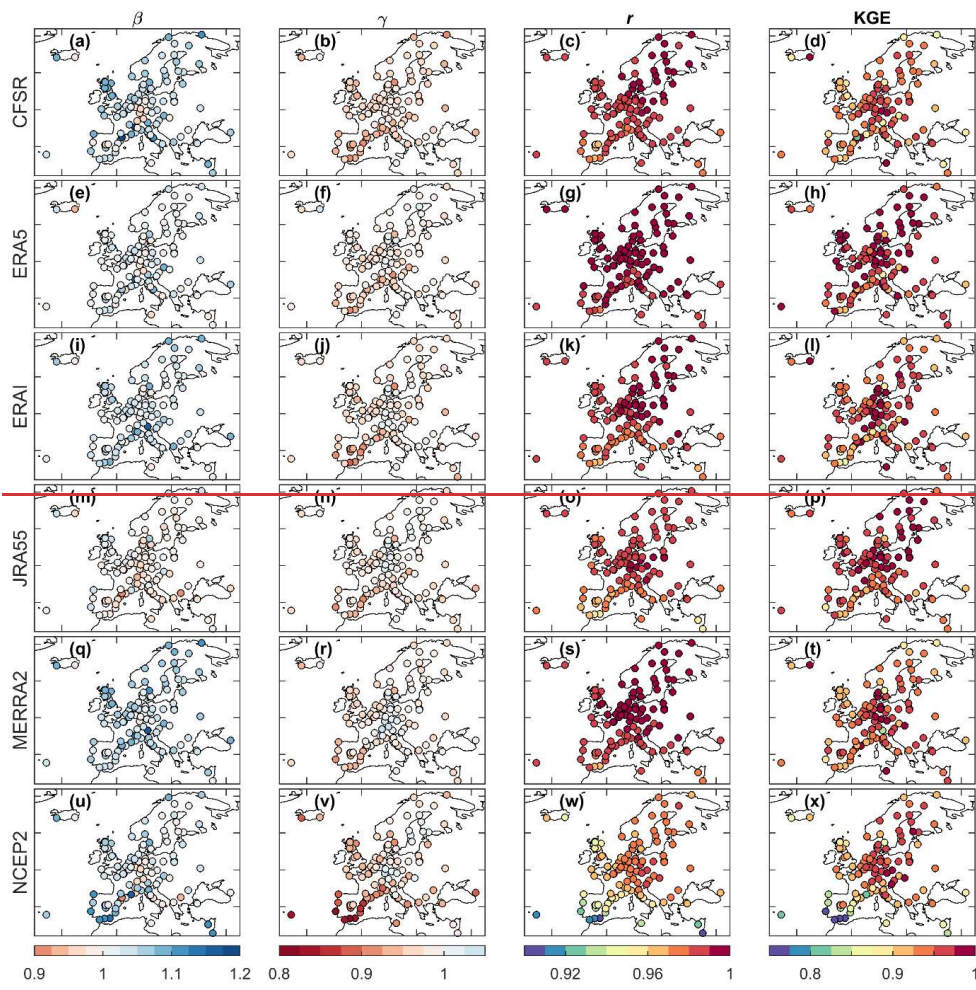 β γ r KGE
(a) (b) (c) (d)
CFSR
(e) (f) (g) (h)
ERA5
(i) (j) (k) (l)
ERAI
(m) (n) (o) (p)
JRA55
(q) (r) (s) (t)
MERRA2
(u) (v) (w) (x)
NCEP2
0.9 1 1.1 1.2 0.8 0.9 1 0.92 0.96 1 0.8 0.9 1